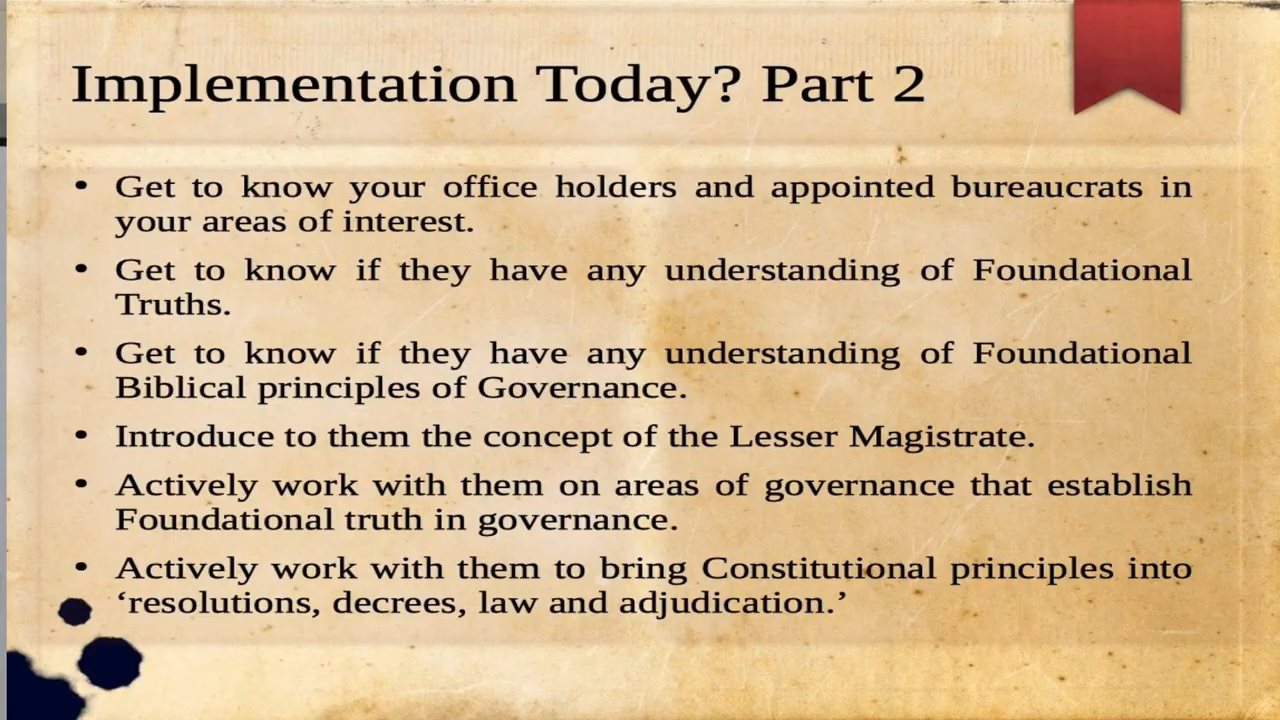 Implementation Today? Part 2
• Get to know your office holders and appointed bureaucrats in
your areas of interest.
• Get to know if they have any understanding of Foundational
Truths.
• Get to know if they have any understanding of Foundational
Biblical principles of Governance.
• Introduce to them the concept of the Lesser Magistrate.
• Actively work with them on areas of governance that establish
Foundational truth in governance.
• Actively work with them to bring Constitutional principles into
‘resolutions, decrees, law and adjudication.’